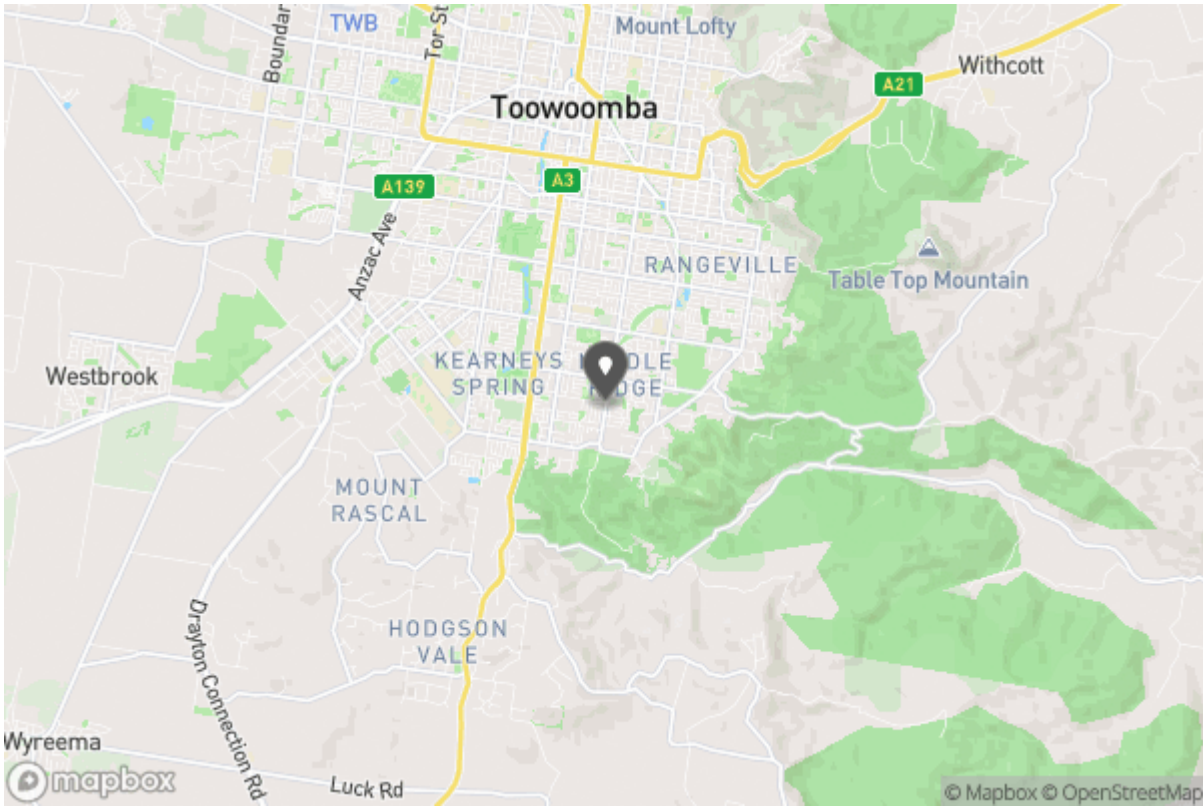 TWB
Boundar
Tor St
Mount Lofty
Withcott
A21
Toowoomba
A139
A3
Anzac Ave
RANGEVILLE
Table Top Mountain
KEARNEYS
SPRING
Westbrook
MOUNT
RASCAL
HODGSON
VALE
Drayton Connection Rd
Wyreema
Luck Rd
mapbox
© Mapbox © OpenStreetMap